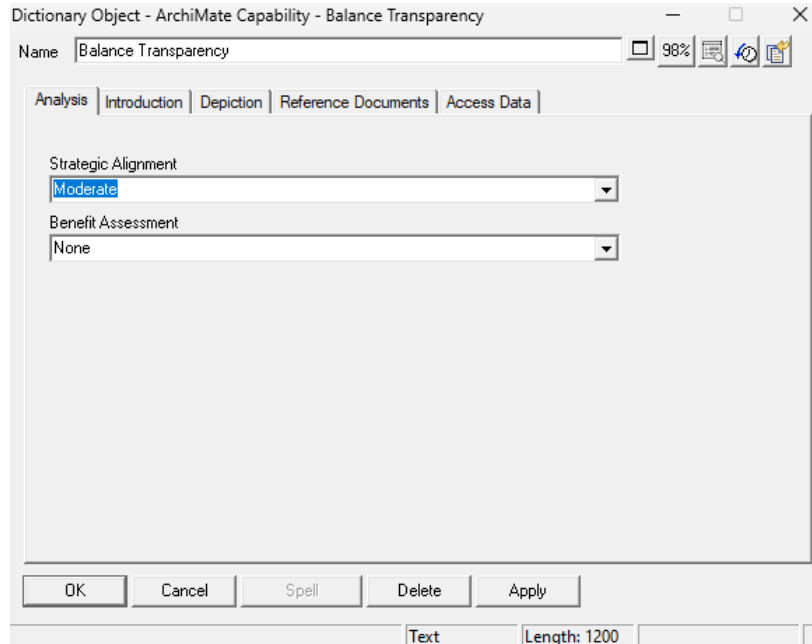 Dictionary Object - ArchiMate Capability - Balance Transparency
Name Balance Transparency 98%
Analysis Introduction Depiction Reference Documents Access Data
Strategic Alignment
Moderate
Benefit Assessment
None
OK Cancel Spell Delete Apply
Text Length: 1200